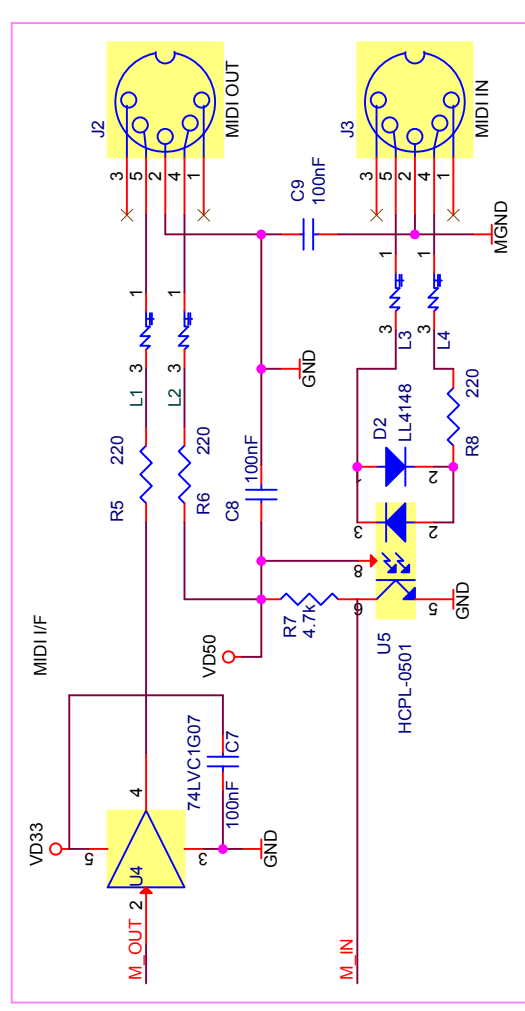 MIDI I/F
VD33
5
U4
2
M_OUT
3
GND
4
74LVC1G07
C7
100nF
R5
220
L1
3
1
R6
220
L2
3
1
J2
MIDI OUT
3
5
2
4
1
VD50
C8
100nF
GND
C9
100nF
MGND
J3
MIDI IN
3
5
2
4
1
L3
3
1
L4
3
1
R8
220
D2
LL4148
1
2
3
2
8
6
5
U5
HCPL-0501
GND
R7
4.7k
M_IN